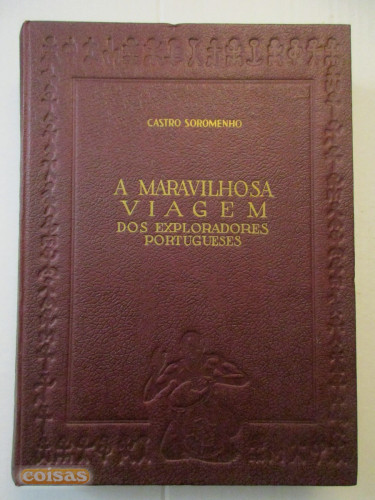 CASTRO SOROMENHO
A MARAVILHOSA
VIAGEM
DOS EXPLORADORES
PORTUGUESES
coisas